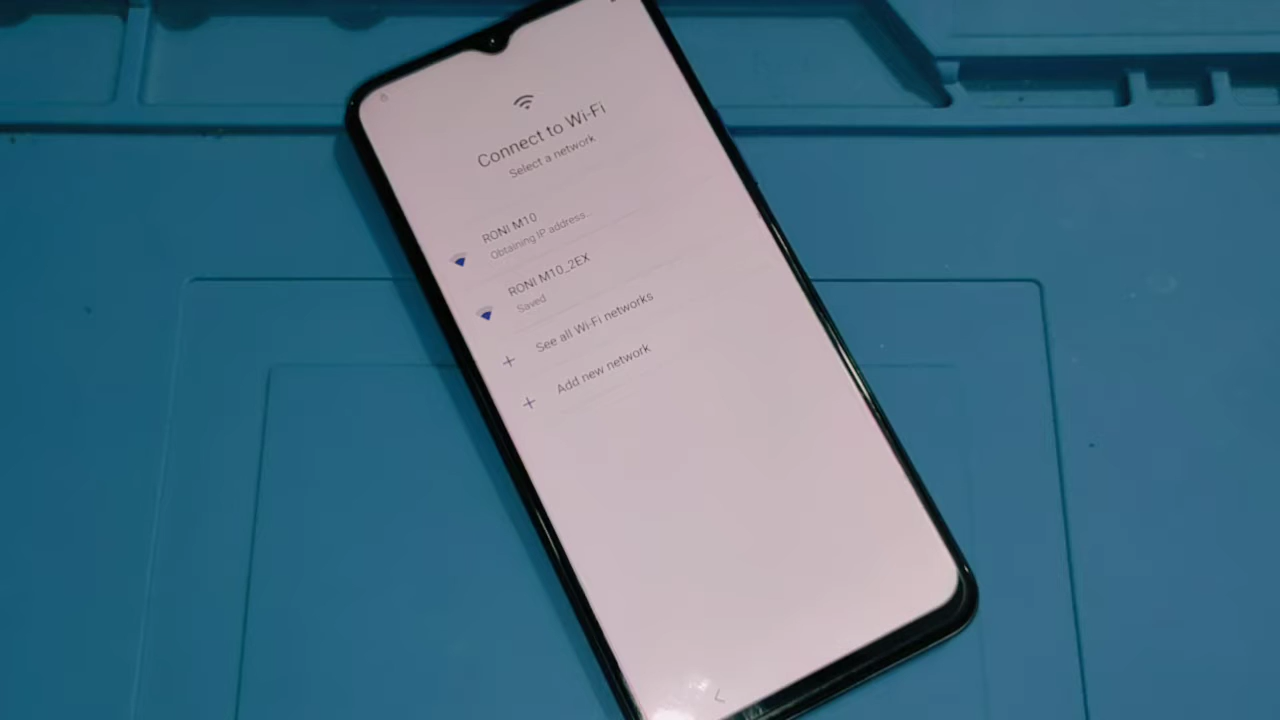 Connect to Wi-Fi
Select a network
RONI M10
Obtaining IP address...
RONI M10_2EX
Saved
See all Wi-Fi networks
Add new network